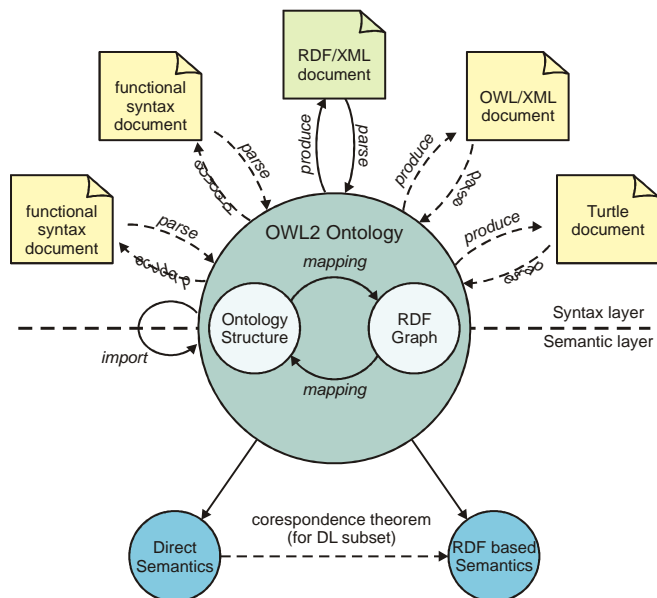 RDF/XML
document
functional
syntax
document
OWL/XML
document
produce
parse
parse
produce
produce
parse
functional
syntax
document
parse
produce
OWL2 Ontology
mapping
produce
parse
Turtle
document
Ontology
Structure
RDF
Graph
Syntax layer
Semantic layer
import
mapping
corespondence theorem
(for DL subset)
Direct
Semantics
RDF based
Semantics